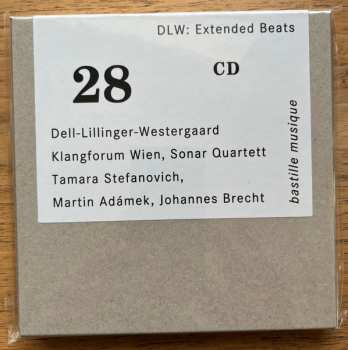 DLW: Extended Beats
28
CD
Dell-Lillinger-Westergaard
Klangforum Wien, Sonar Quartett
Tamara Stefanovich,
Martin Adámek, Johannes Brecht
bastille musique